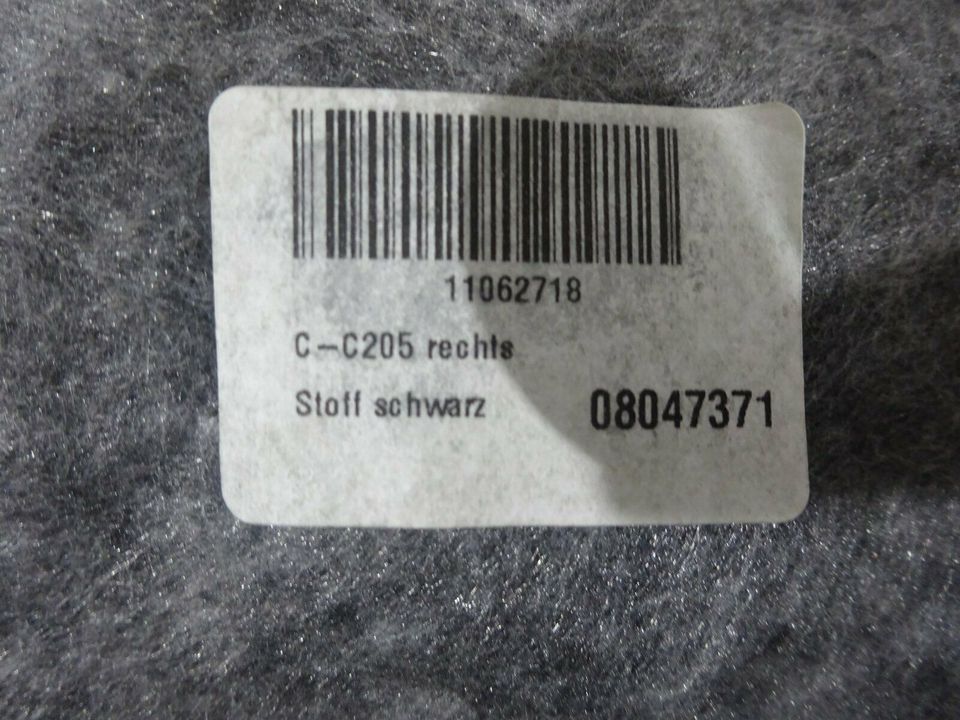 11062718
C-C205 rechts
Stoff schwarz 08047371